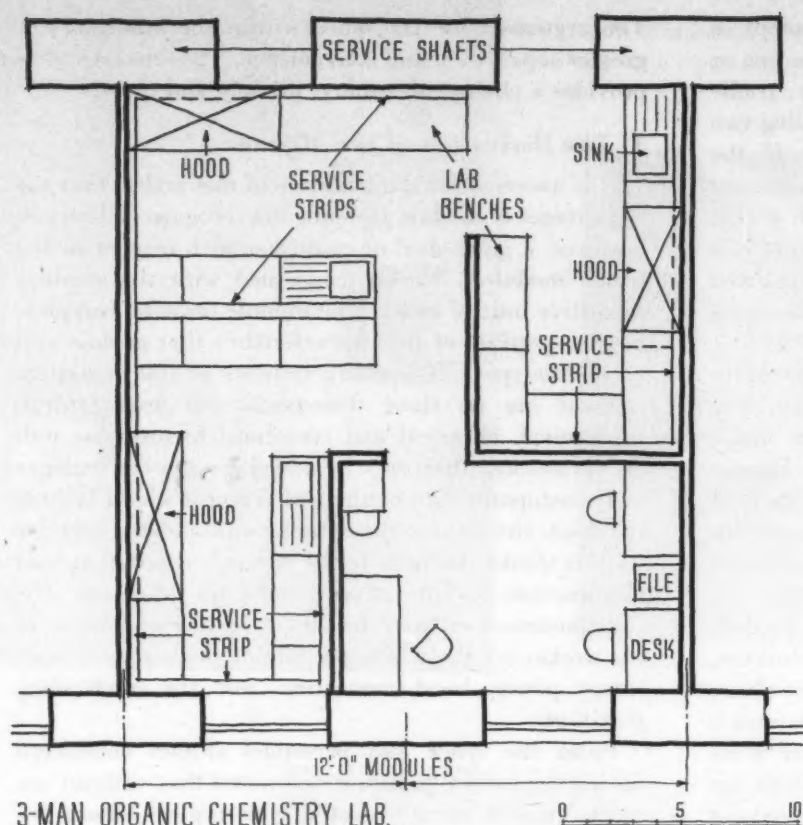 SERVICE SHAFTS
HOOD
SERVICE
STRIPS
LAB
BENCHES
SINK
HOOD
SERVICE
STRIP
HOOD
SERVICE
STRIP
FILE
DESK
12'-0" MODULES
3-MAN ORGANIC CHEMISTRY LAB.
0 5 10